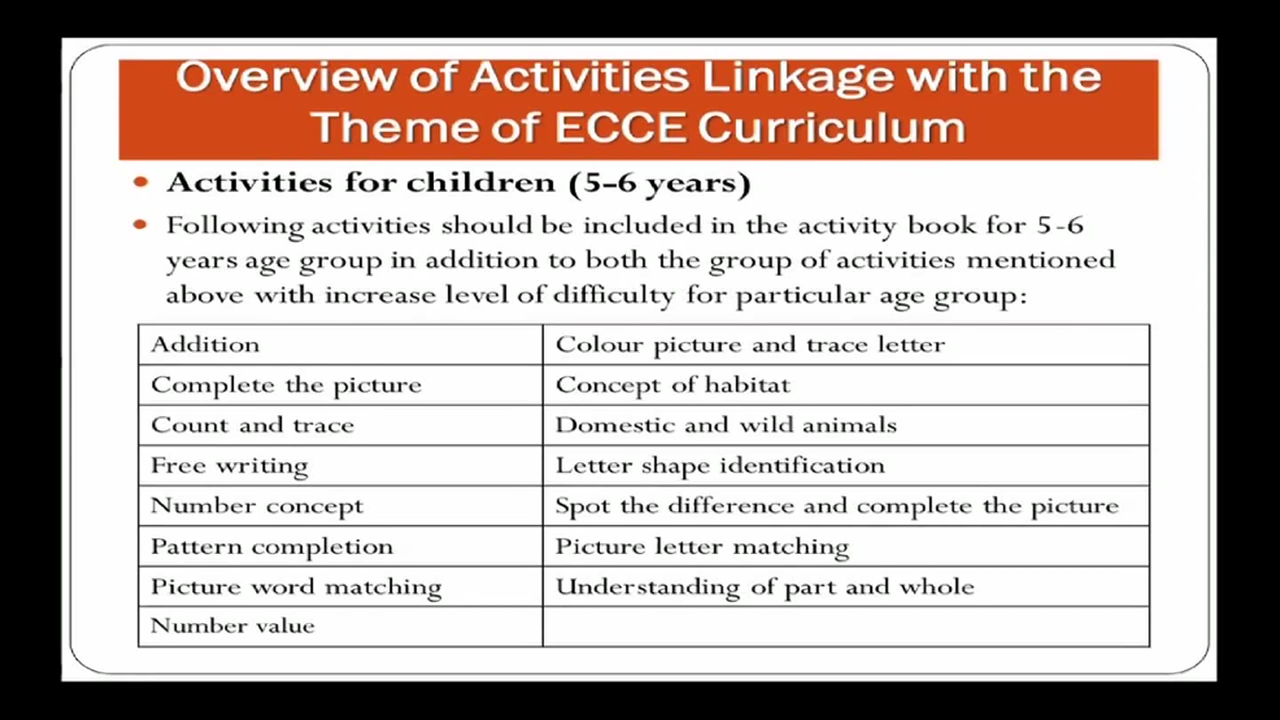 Overview of Activities Linkage with the
Theme of ECCE Curriculum
• Activities for children (5-6 years)
• Following activities should be included in the activity book for 5-6
years age group in addition to both the group of activities mentioned
above with increase level of difficulty for particular age group:
Addition Colour picture and trace letter
Complete the picture Concept of habitat
Count and trace Domestic and wild animals
Free writing Letter shape identification
Number concept Spot the difference and complete the picture
Pattern completion Picture letter matching
Picture word matching Understanding of part and whole
Number value